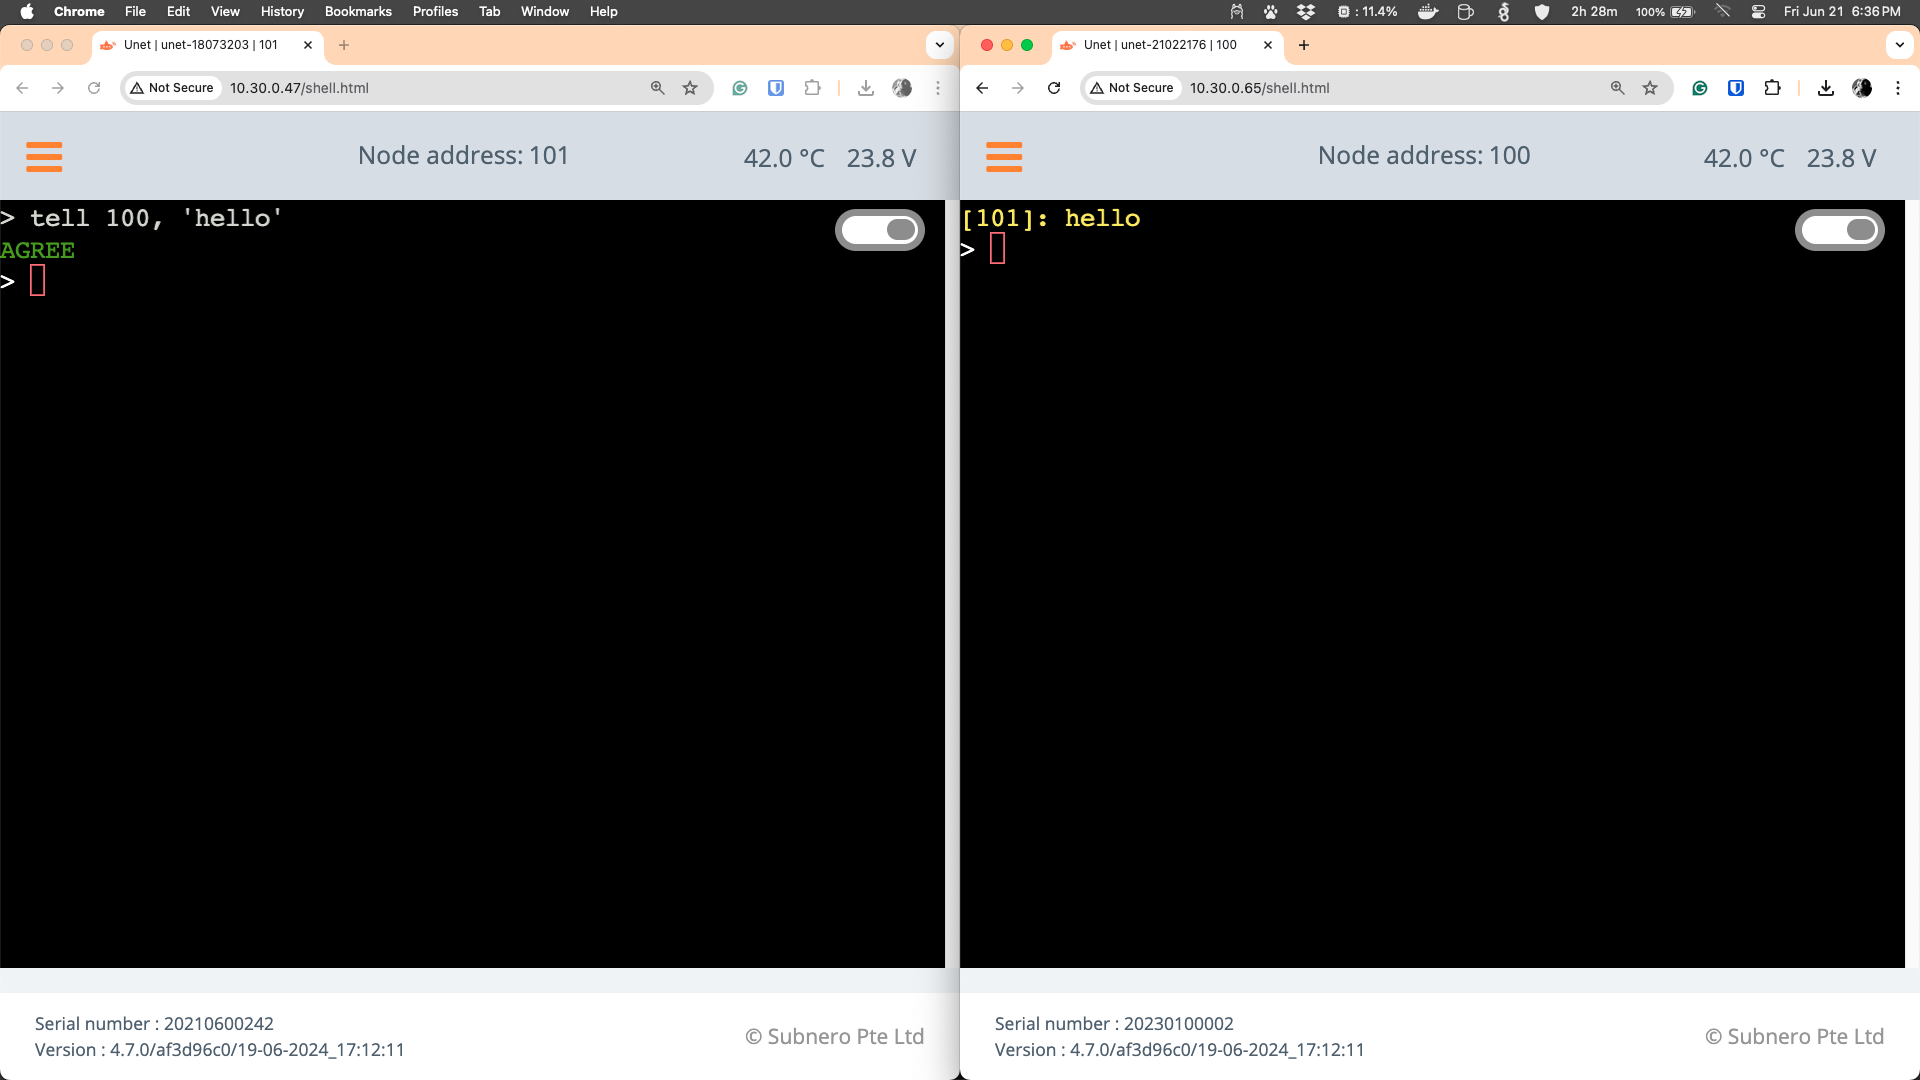 Chrome File Edit View History Bookmarks Profiles Tab Window Help : 11.4% 2h 28m 100% Fri Jun 21 6:36 PM
Unet | unet-18073203 | 101
Not Secure 10.30.0.47/shell.html
Node address: 101 42.0 °C 23.8 V
> tell 100, 'hello'
AGREE
>
Serial number : 20210600242
Version : 4.7.0/af3d96c0/19-06-2024_17:12:11
© Subnero Pte Ltd
Unet | unet-21022176 | 100
Not Secure 10.30.0.65/shell.html
Node address: 100 42.0 °C 23.8 V
[101]: hello
>
Serial number : 20230100002
Version : 4.7.0/af3d96c0/19-06-2024_17:12:11
© Subnero Pte Ltd